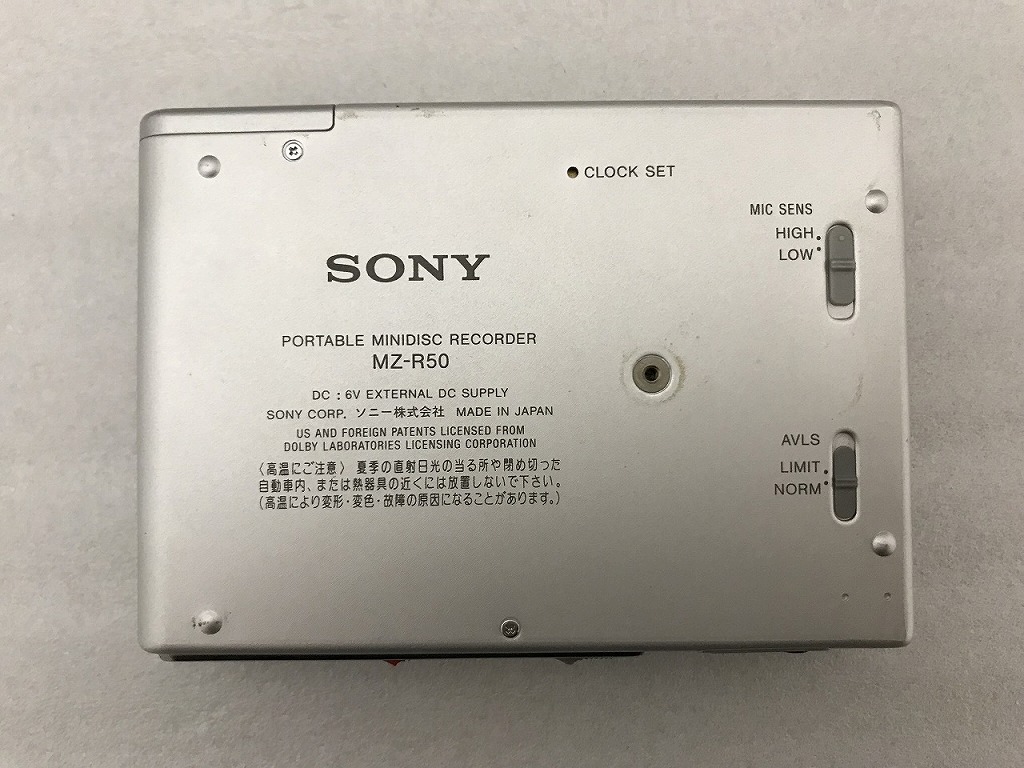 CLOCK SET
MIC SENS
HIGH
LOW
SONY
PORTABLE MINIDISC RECORDER
MZ-R50
DC : 6V EXTERNAL DC SUPPLY
SONY CORP. ソニー株式会社 MADE IN JAPAN
US AND FOREIGN PATENTS LICENSED FROM
DOLBY LABORATORIES LICENSING CORPORATION
〈高温にご注意〉 夏季の直射日光の当る所や閉め切った
自動車内、または熱器具の近くには放置しないで下さい。
(高温により変形・変色・故障の原因になることがあります。)
AVLS
LIMIT
NORM